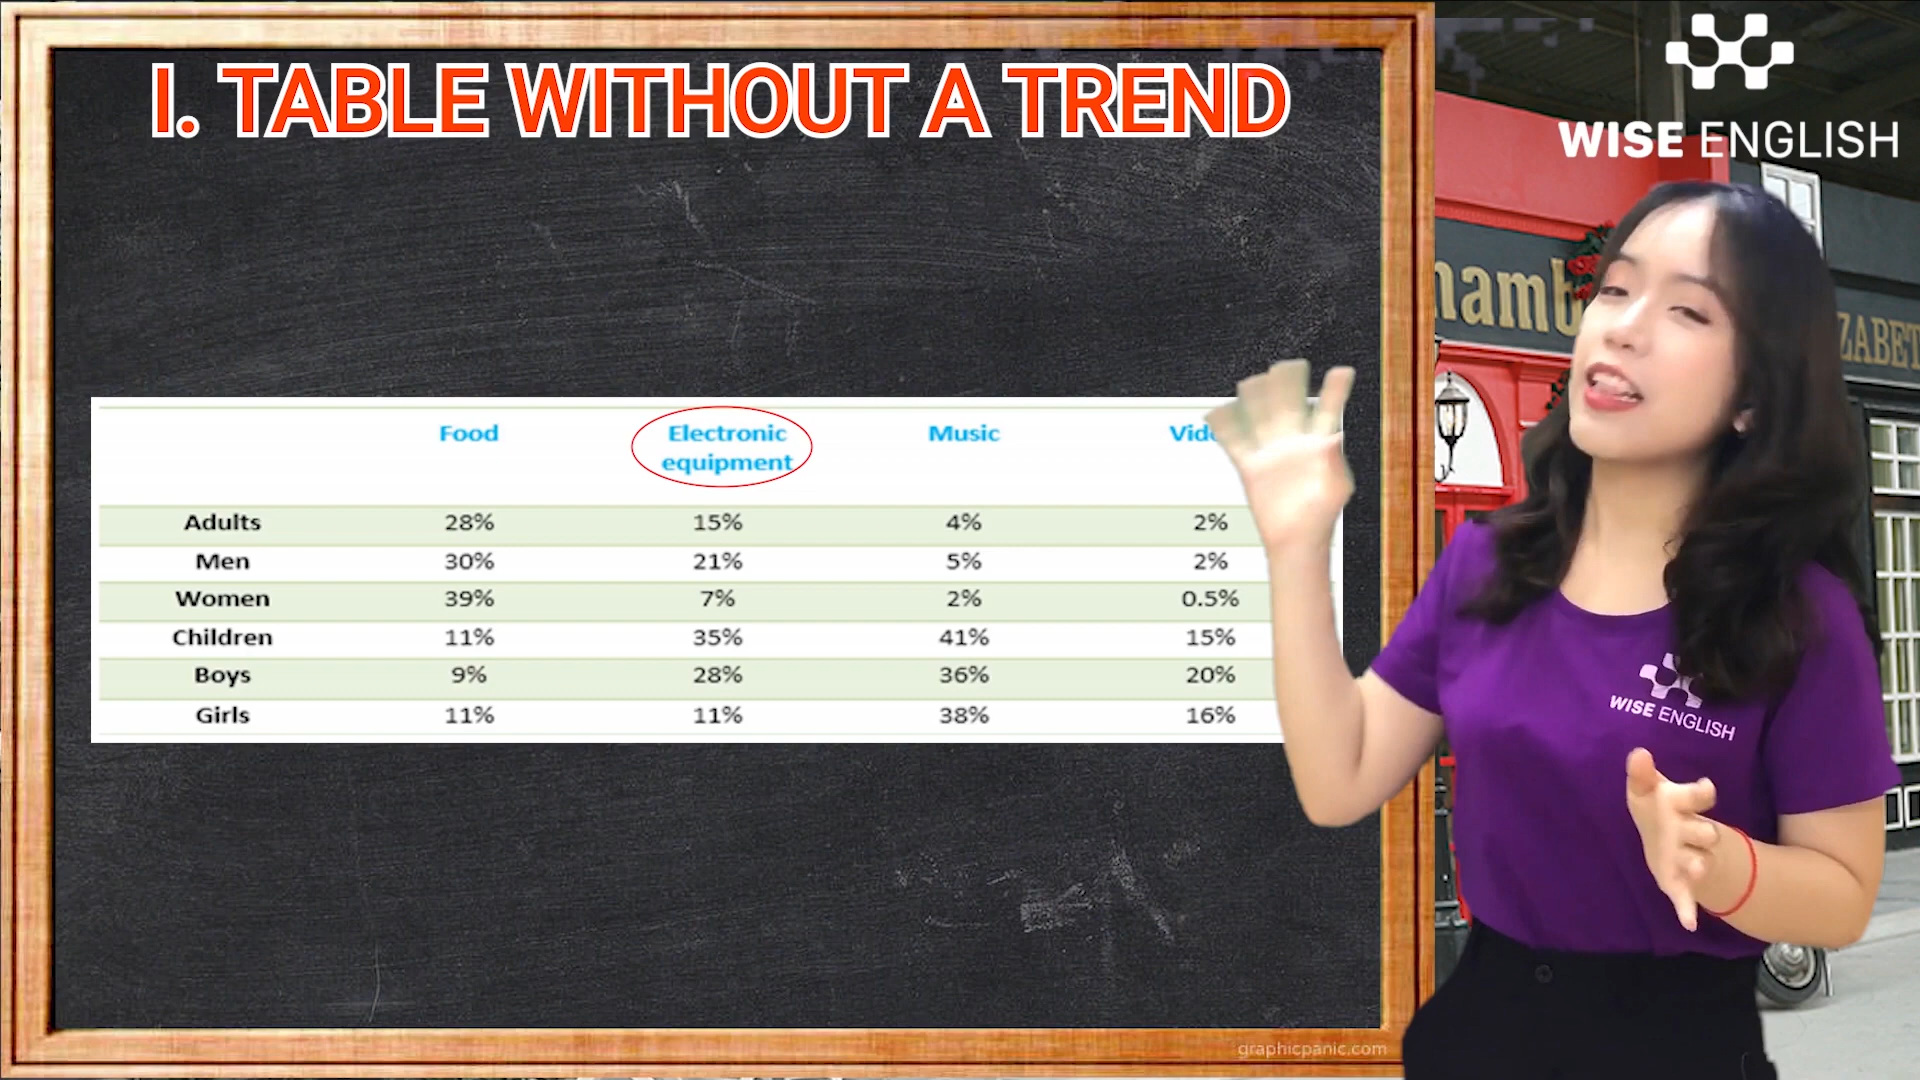 I. TABLE WITHOUT A TREND
WISE ENGLISH
Food Electronic equipment Music
Adults 28% 15% 4% 2%
Men 30% 21% 5% 2%
Women 39% 7% 2% 0.5%
Children 11% 35% 41% 15%
Boys 9% 28% 36% 20%
Girls 11% 11% 38% 16%
WISE ENGLISH
graphicpanic.com